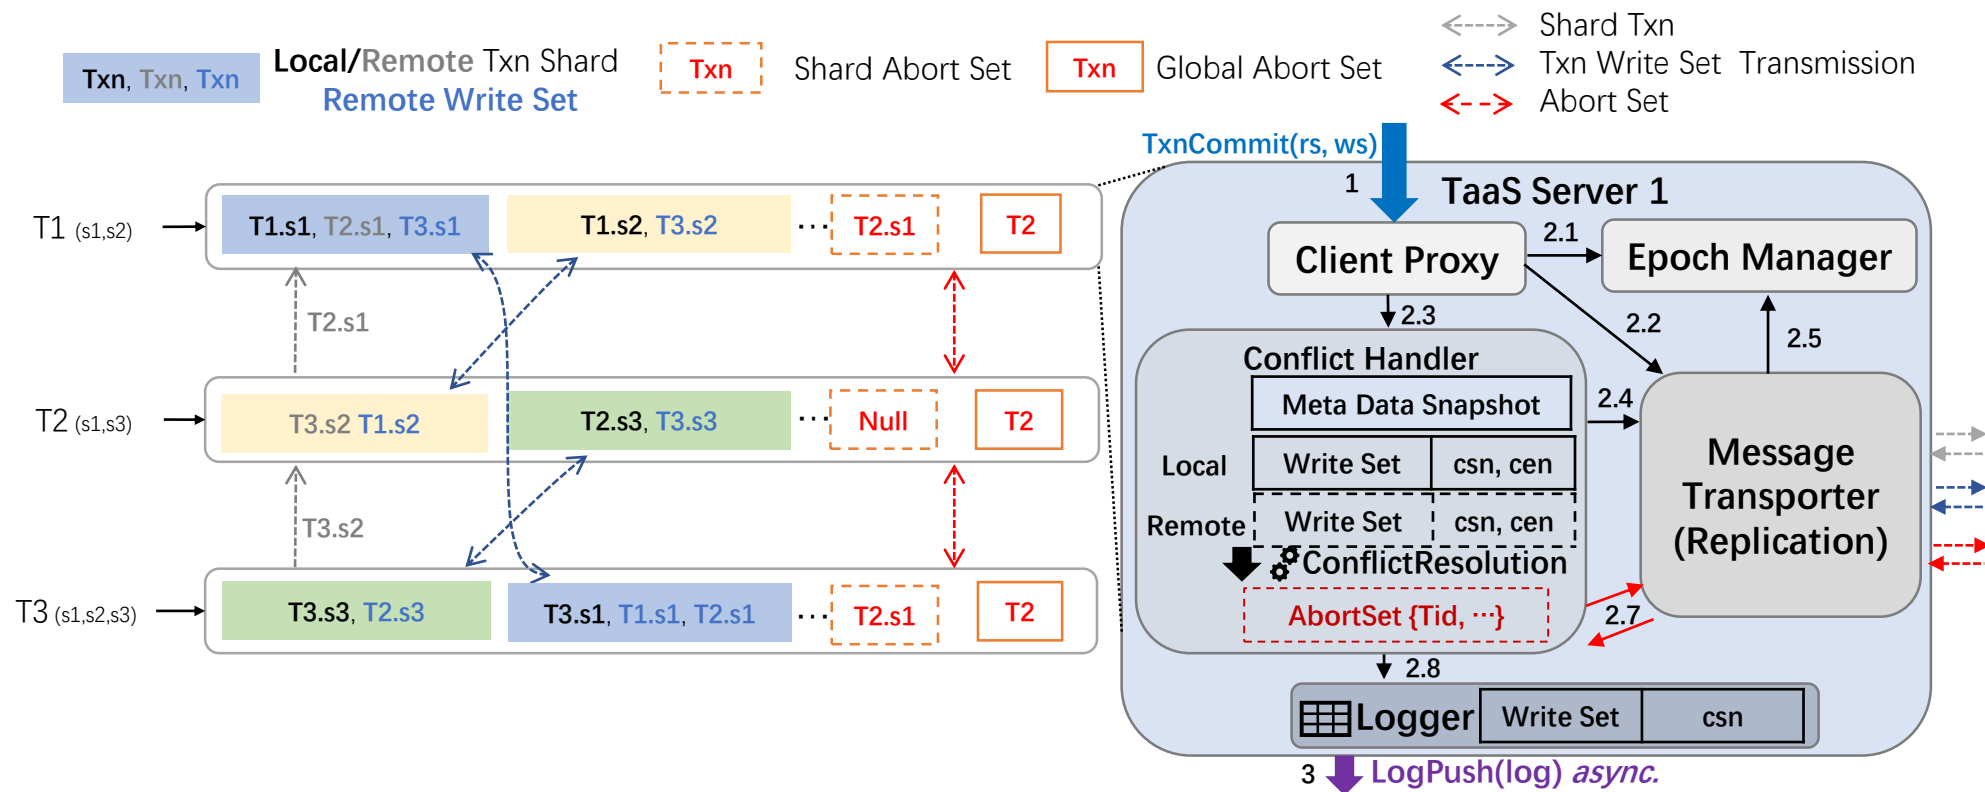 Txn, Txn, Txn
Local/Remote Txn Shard
Remote Write Set
Txn
Shard Abort Set
Txn
Global Abort Set
Shard Txn
Txn Write Set Transmission
Abort Set
T1 (s1,s2)
T1.s1, T2.s1, T3.s1
T1.s2, T3.s2
...
T2.s1
T2
T2.s1
T2 (s1,s3)
T3.s2 T1.s2
T2.s3, T3.s3
...
Null
T2
T3.s2
T3 (s1,s2,s3)
T3.s3, T2.s3
T3.s1, T1.s1, T2.s1
...
T2.s1
T2
TxnCommit(rs, ws)
1
TaaS Server 1
Client Proxy
2.1
Epoch Manager
2.3
2.2
2.5
Conflict Handler
Meta Data Snapshot
2.4
Local
Write Set
csn, cen
Remote
Write Set
csn, cen
ConflictResolution
AbortSet {Tid, ...}
Message
Transporter
(Replication)
2.7
2.8
Logger
Write Set
csn
3
LogPush(log) async.